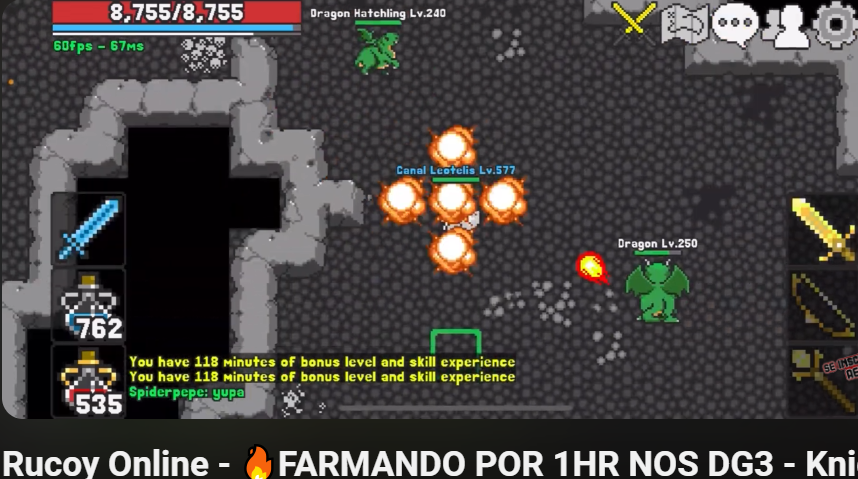 8,755/8,755
Dragon Hatchling Lv.240
60fps - 67ms
Canal Leotelis Lv.577
Dragon Lv.250
762
You have 118 minutes of bonus level and skill experience
You have 118 minutes of bonus level and skill experience
Spiderpepe: yupa
535
Rucoy Online - 🔥FARMANDO POR 1HR NOS DG3 - Kni